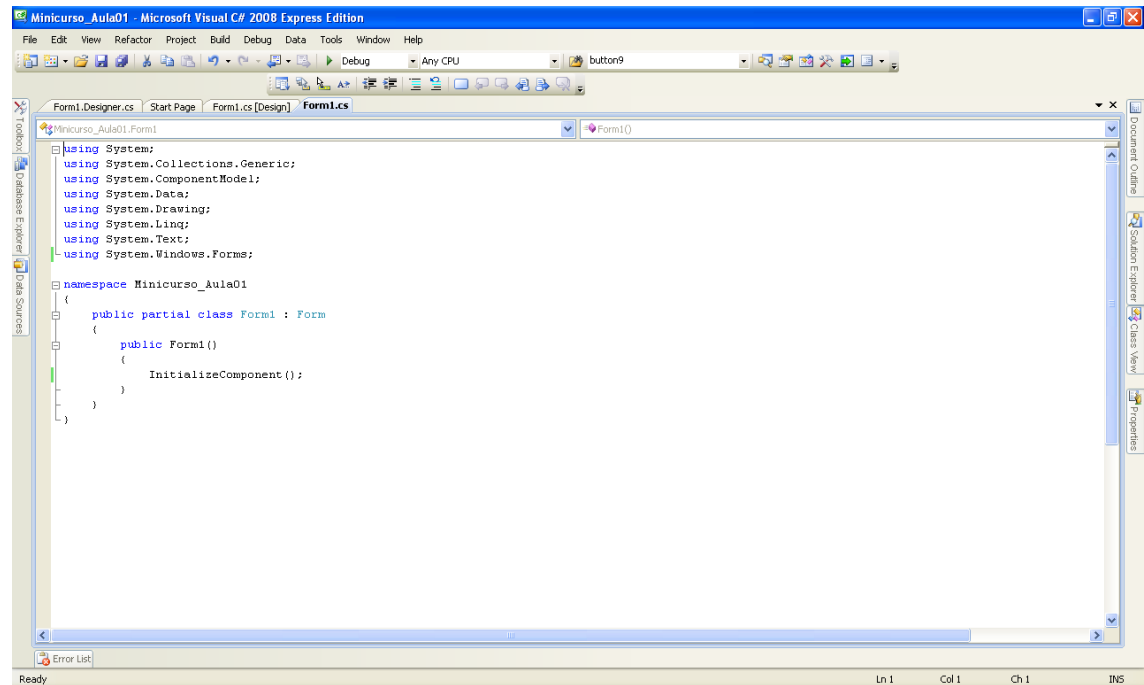 Minicurso_Aula01 - Microsoft Visual C# 2008 Express Edition
File Edit View Refactor Project Build Debug Data Tools Window Help
Debug Any CPU button9
Form1.Designer.cs Start Page Form1.cs [Design] Form1.cs
Minicurso_Aula01.Form1 Form1()
using System;
using System.Collections.Generic;
using System.ComponentModel;
using System.Data;
using System.Drawing;
using System.Linq;
using System.Text;
using System.Windows.Forms;
namespace Minicurso_Aula01
{
public partial class Form1 : Form
{
public Form1()
{
InitializeComponent();
}
}
}
Toolbox
Database Explorer
Data Sources
Document Outline
Solution Explorer
Class View
Properties
Error List
Ready Ln 1 Col 1 Ch 1 INS